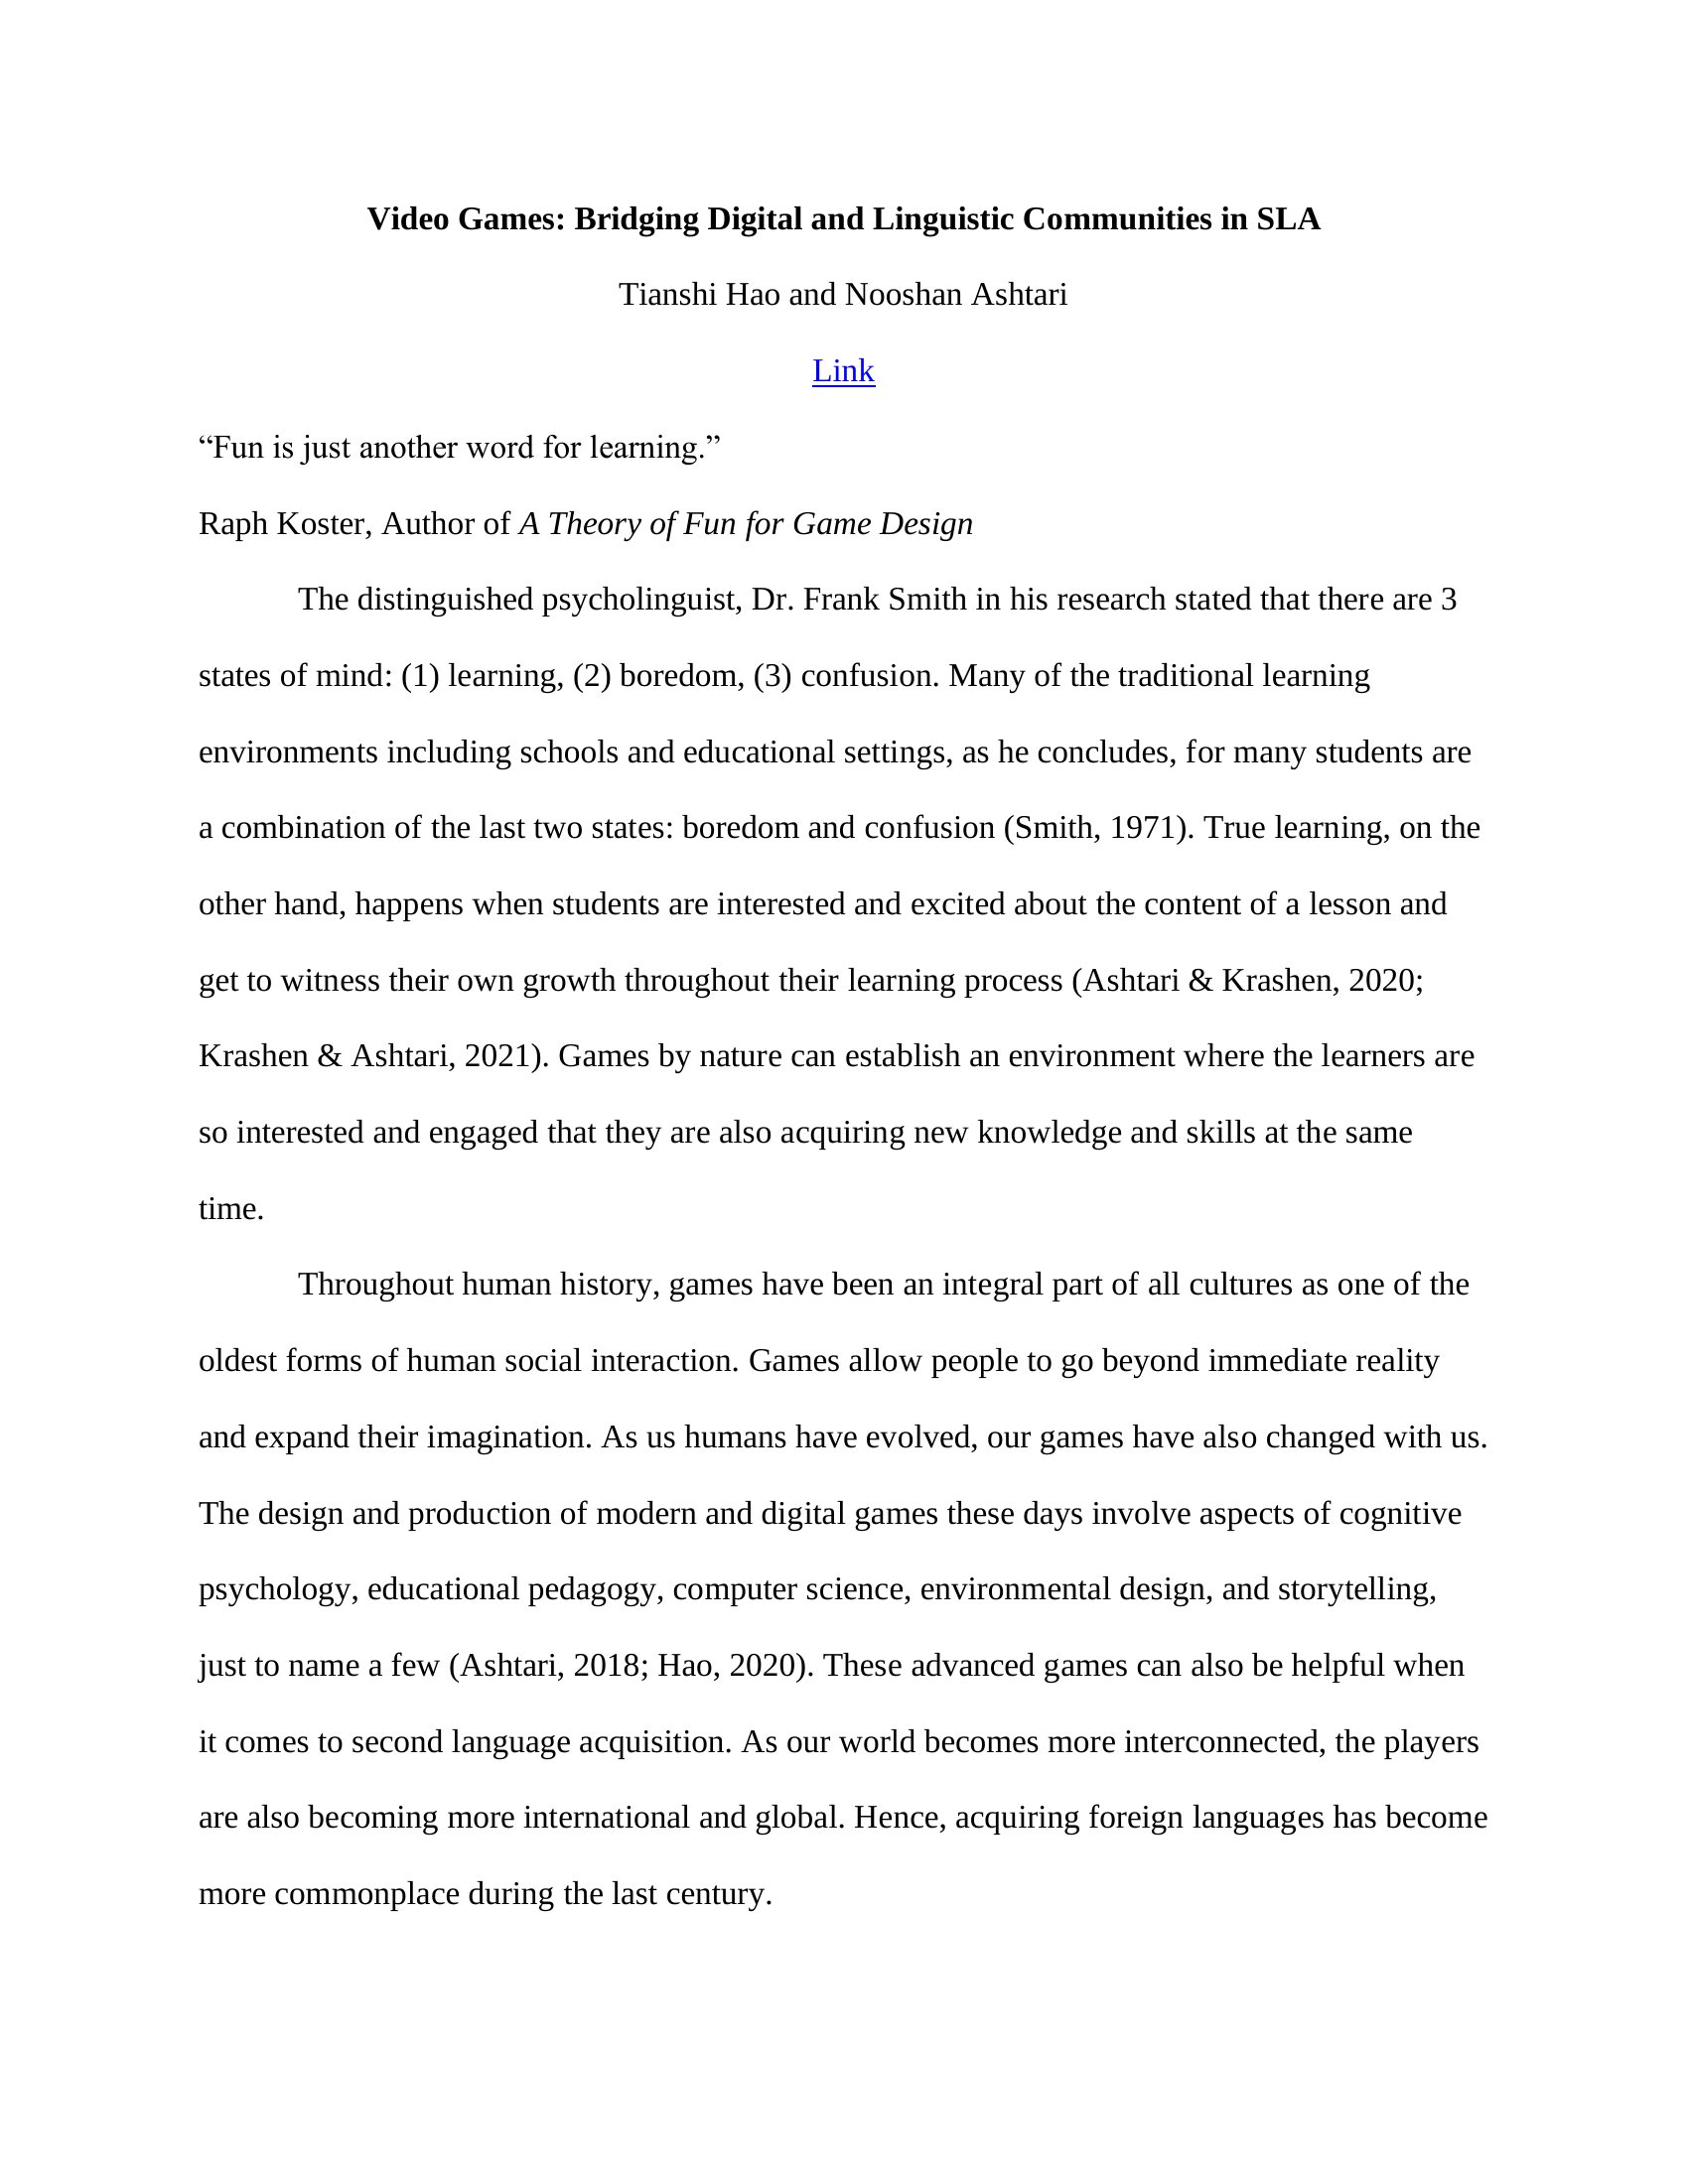 Video Games: Bridging Digital and Linguistic Communities in SLA
Tianshi Hao and Nooshan Ashtari
Link
“Fun is just another word for learning.”
Raph Koster, Author of A Theory of Fun for Game Design
The distinguished psycholinguist, Dr. Frank Smith in his research stated that there are 3
states of mind: (1) learning, (2) boredom, (3) confusion. Many of the traditional learning
environments including schools and educational settings, as he concludes, for many students are
a combination of the last two states: boredom and confusion (Smith, 1971). True learning, on the
other hand, happens when students are interested and excited about the content of a lesson and
get to witness their own growth throughout their learning process (Ashtari & Krashen, 2020;
Krashen & Ashtari, 2021). Games by nature can establish an environment where the learners are
so interested and engaged that they are also acquiring new knowledge and skills at the same
time.
Throughout human history, games have been an integral part of all cultures as one of the
oldest forms of human social interaction. Games allow people to go beyond immediate reality
and expand their imagination. As us humans have evolved, our games have also changed with us.
The design and production of modern and digital games these days involve aspects of cognitive
psychology, educational pedagogy, computer science, environmental design, and storytelling,
just to name a few (Ashtari, 2018; Hao, 2020). These advanced games can also be helpful when
it comes to second language acquisition. As our world becomes more interconnected, the players
are also becoming more international and global. Hence, acquiring foreign languages has become
more commonplace during the last century.